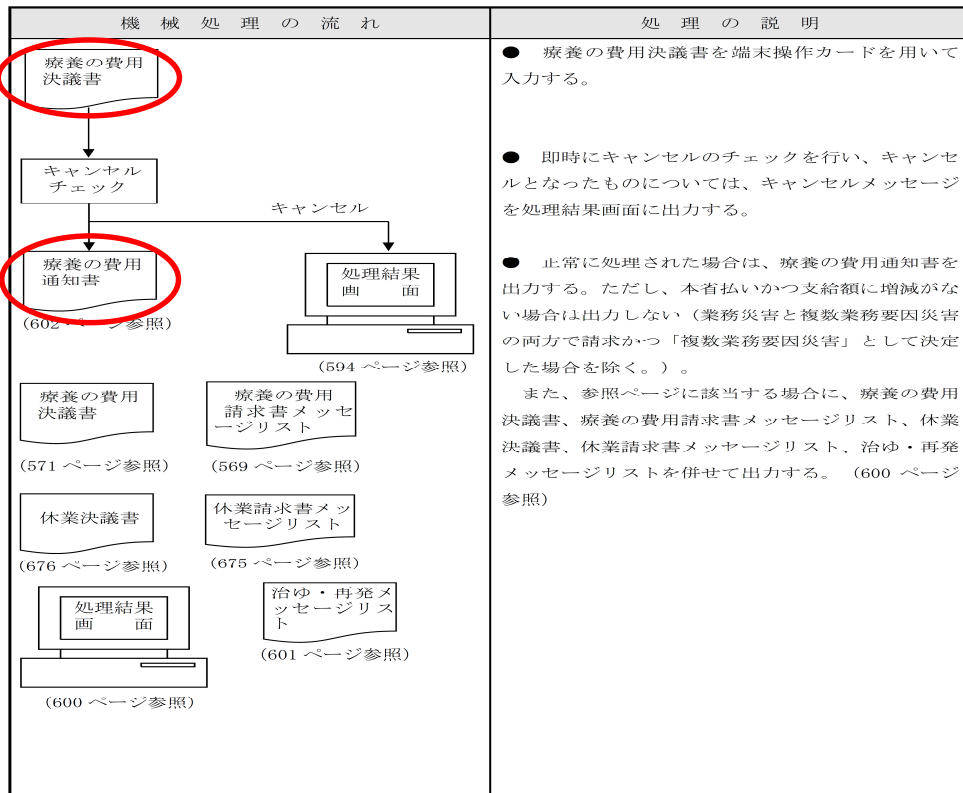 機械処理の流れ
療養の費用
決議書
キャンセル
チェック
キャンセル
療養の費用
通知書
(602 ページ参照)
処理結果
画　面
(594 ページ参照)
療養の費用
決議書
(571 ページ参照)
療養の費用
請求書メッセ
ージリスト
(569 ページ参照)
休業決議書
(676 ページ参照)
休業請求書メッ
セージリスト
(675 ページ参照)
処理結果
画　面
(600 ページ参照)
治ゆ・再発メ
ッセージリス
ト
(601 ページ参照)
処理の説明
●　療養の費用決議書を端末操作カードを用いて
入力する。
●　即時にキャンセルのチェックを行い、キャンセ
ルとなったものについては、キャンセルメッセージ
を処理結果画面に出力する。
●　正常に処理された場合は、療養の費用通知書を
出力する。ただし、本省払いかつ支給額に増減がな
い場合は出力しない（業務災害と複数業務要因災害
の両方で請求かつ「複数業務要因災害」として決定
した場合を除く。）。
また、参照ページに該当する場合に、療養の費用
決議書、療養の費用請求書メッセージリスト、休業
決議書、休業請求書メッセージリスト、治ゆ・再発
メッセージリストを併せて出力する。（600 ページ
参照）